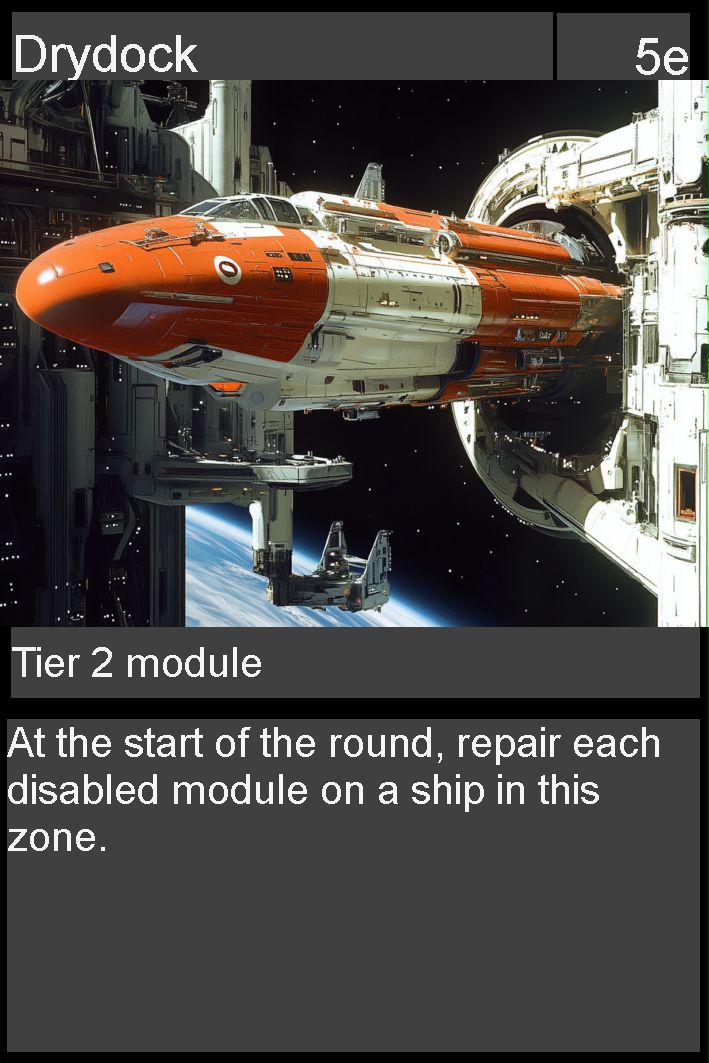 Drydock
5e
Tier 2 module
At the start of the round, repair each
disabled module on a ship in this
zone.